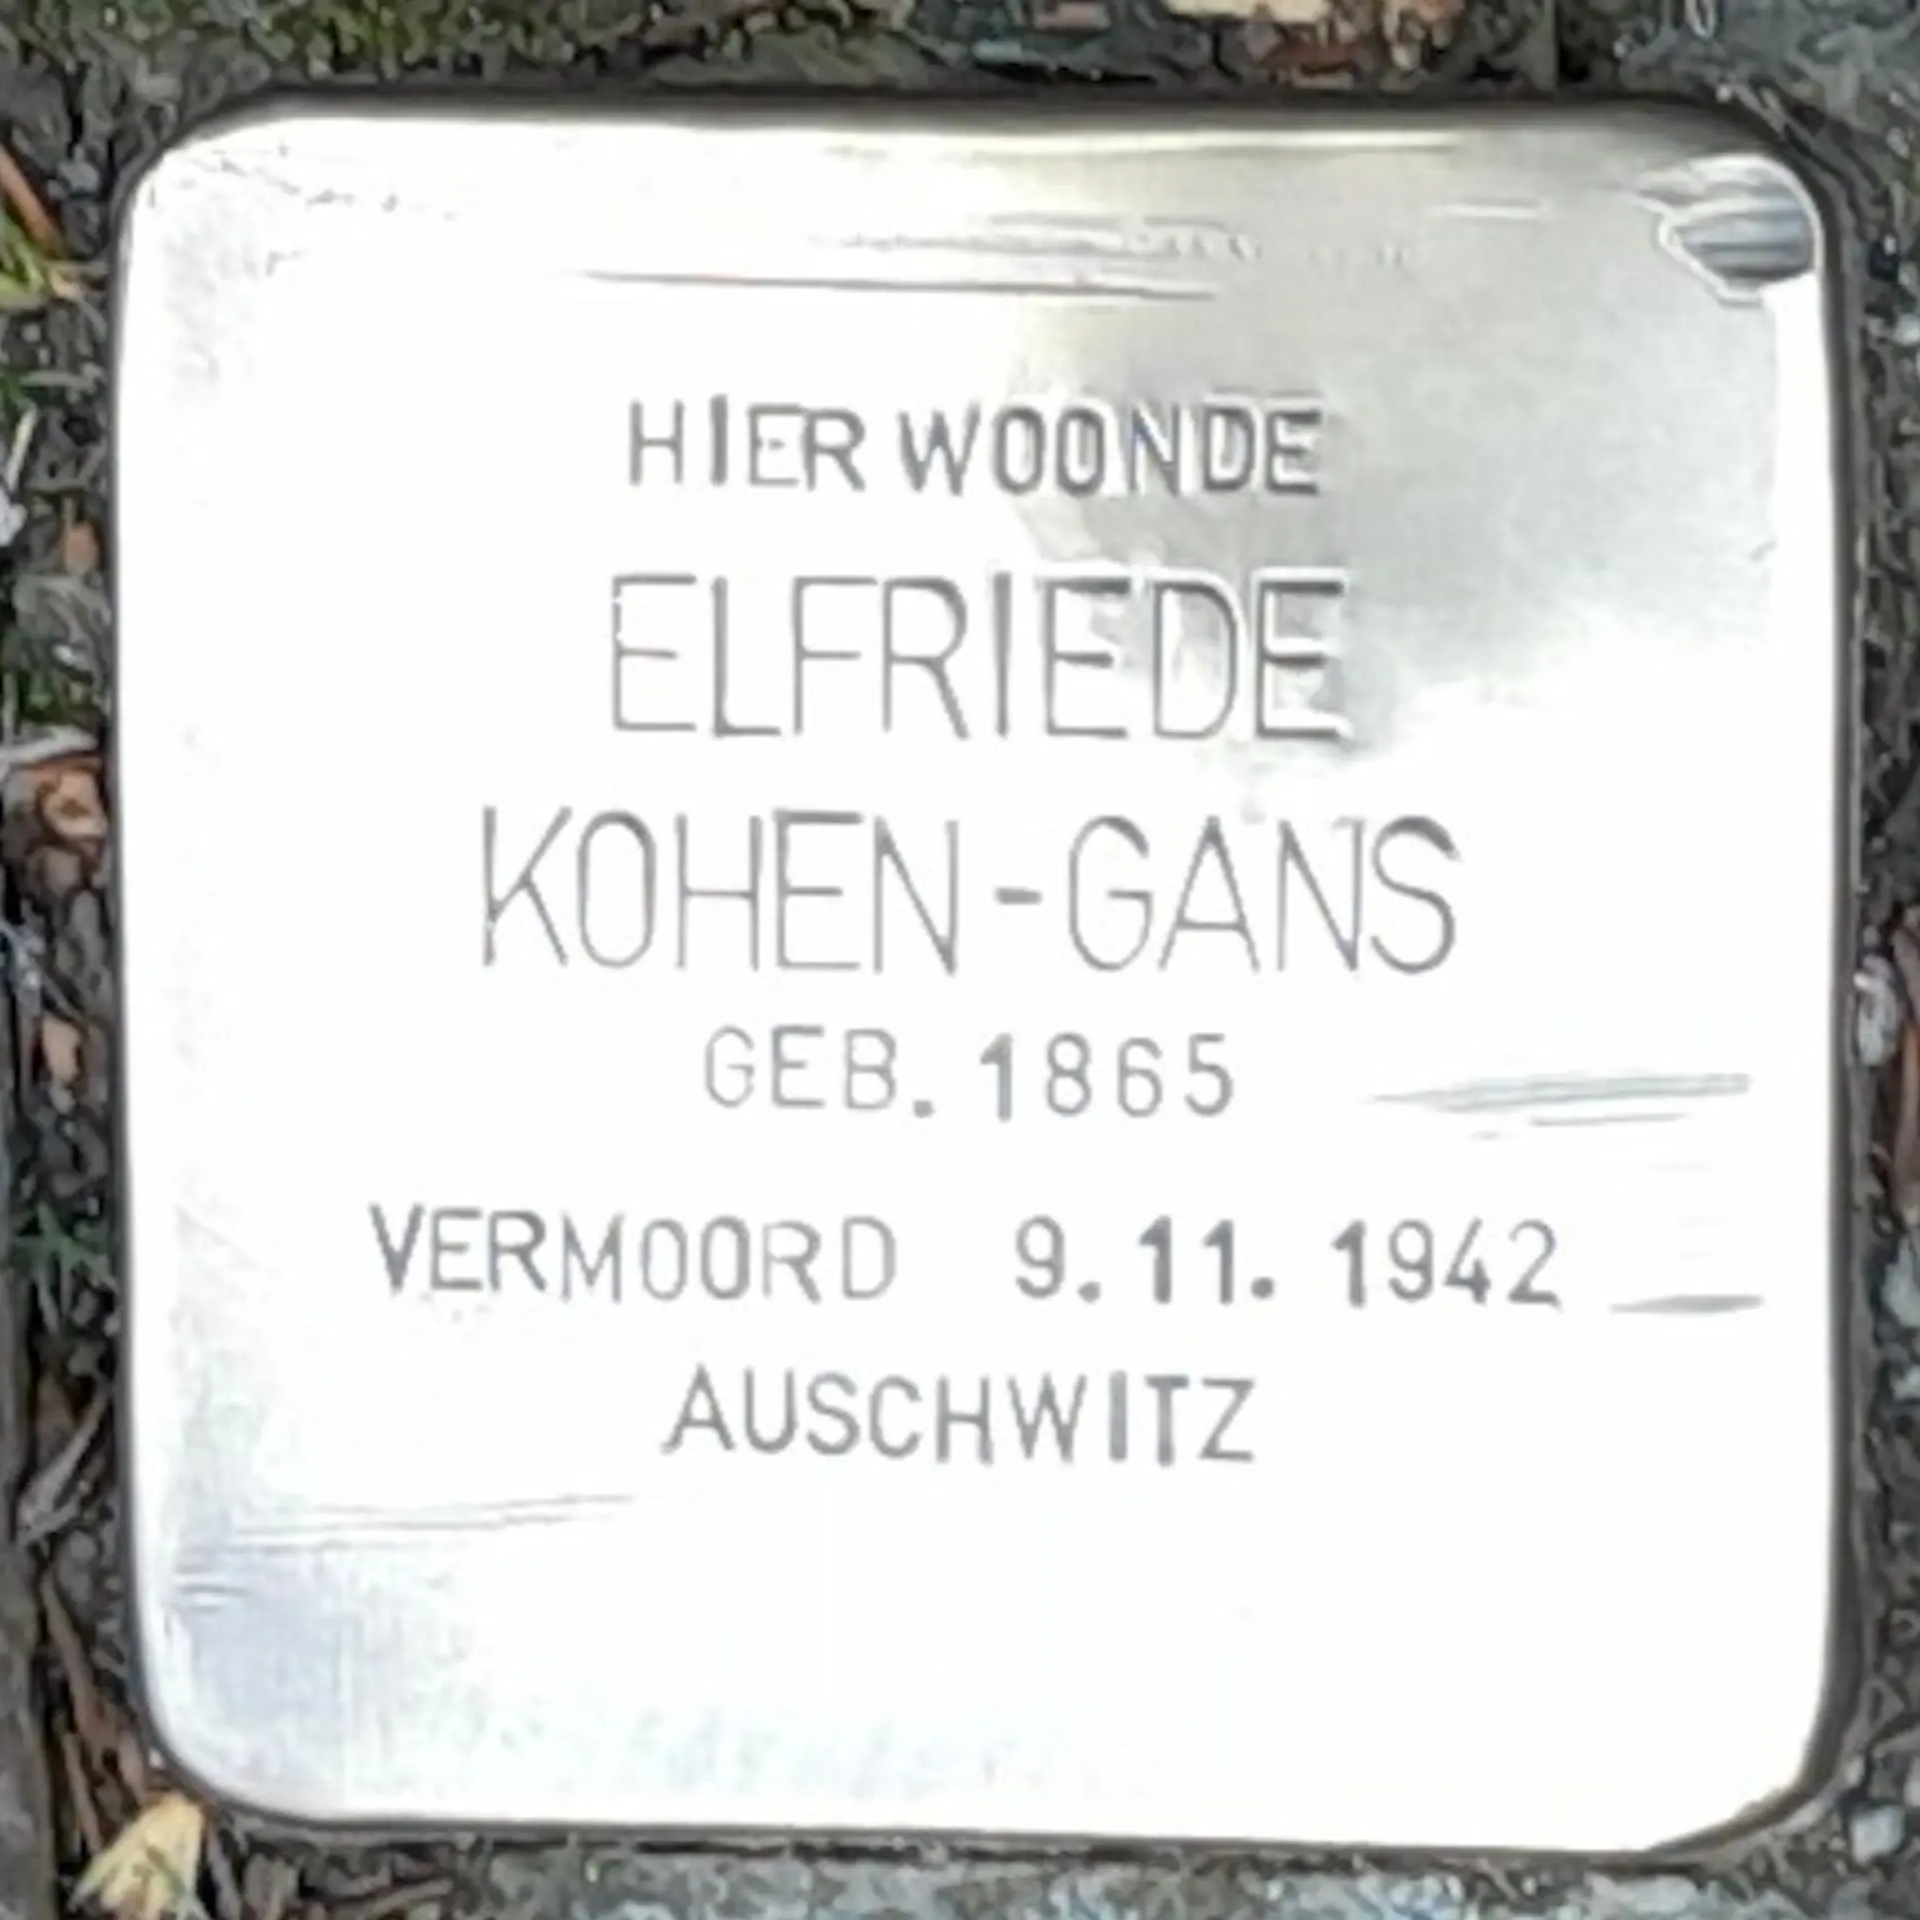 HIER WOONDE
ELFRIEDE
KOHEN-GANS
GEB. 1865
VERMOORD 9.11.1942
AUSCHWITZ